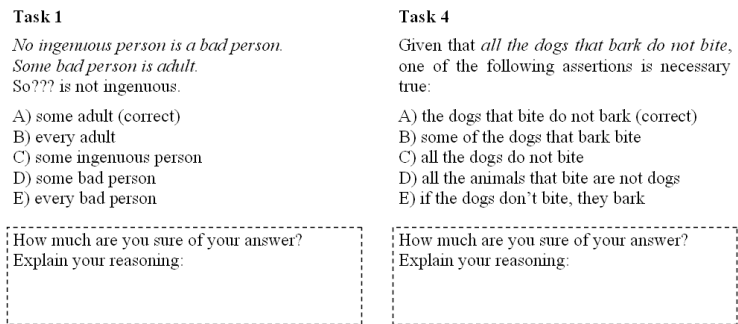 Task 1
No ingenuous person is a bad person.
Some bad person is adult.
So??? is not ingenuous.
A) some adult (correct)
B) every adult
C) some ingenuous person
D) some bad person
E) every bad person
How much are you sure of your answer?
Explain your reasoning:
Task 4
Given that all the dogs that bark do not bite,
one of the following assertions is necessary
true:
A) the dogs that bite do not bark (correct)
B) some of the dogs that bark bite
C) all the dogs do not bite
D) all the animals that bite are not dogs
E) if the dogs don't bite, they bark
How much are you sure of your answer?
Explain your reasoning: